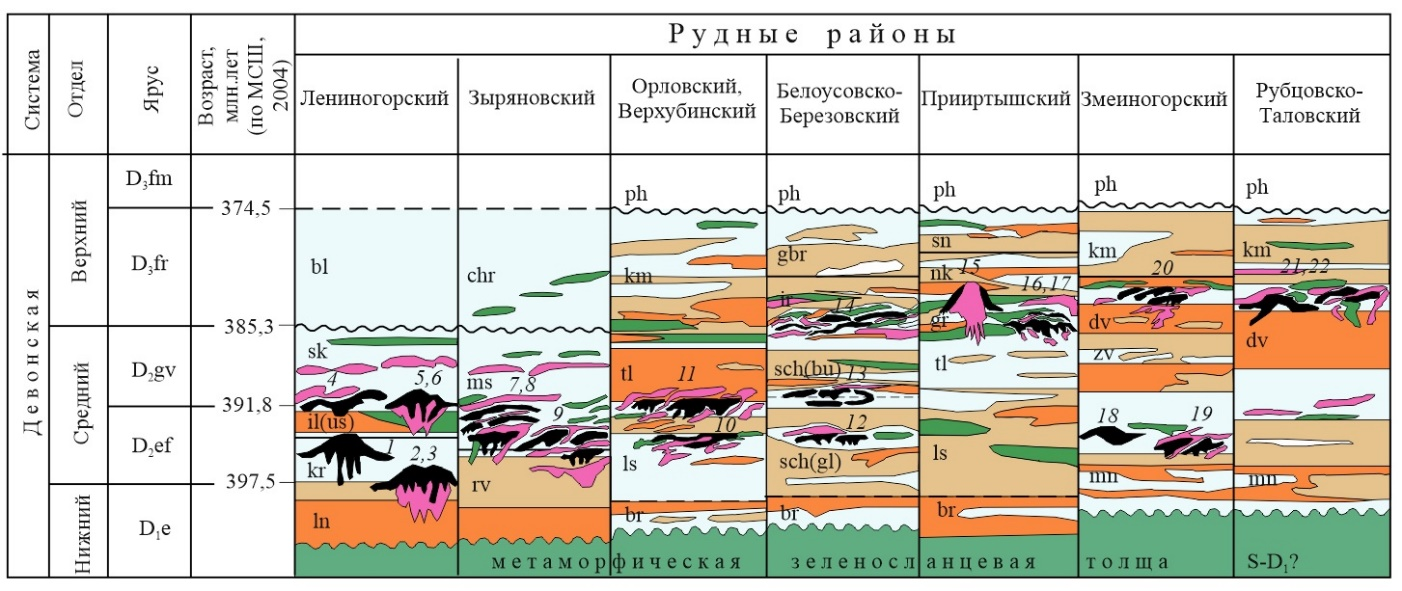 Система
Отдел
Ярус
Возраст,
млн.лет
(по МСШ,
2004)
Рудные районы
Лениногорский
Зыряновский
Орловский,
Верхубинский
Белоусовско-
Березовский
Прииртышский
Змеиногорский
Рубцовско-
Таловский
Девонская
Верхний
Средний
Нижний
D₃fm
D₃fr
D₂gv
D₂ef
D₁e
374,5
385,3
391,8
397,5
bl
sk
4
5,6
il(us)
1
kr
2,3
ln
chr
ms
7,8
9
rv
ph
km
tl
11
10
ls
br
ph
gbr
ir
14
sch(bu)
13
12
sch(gl)
br
ph
sn
nk
15
16,17
gr
tl
ls
br
ph
km
20
dv
zv
18
19
mn
ph
km
21,22
dv
mn
метаморфическая зеленосланцевая толща S-D₁?